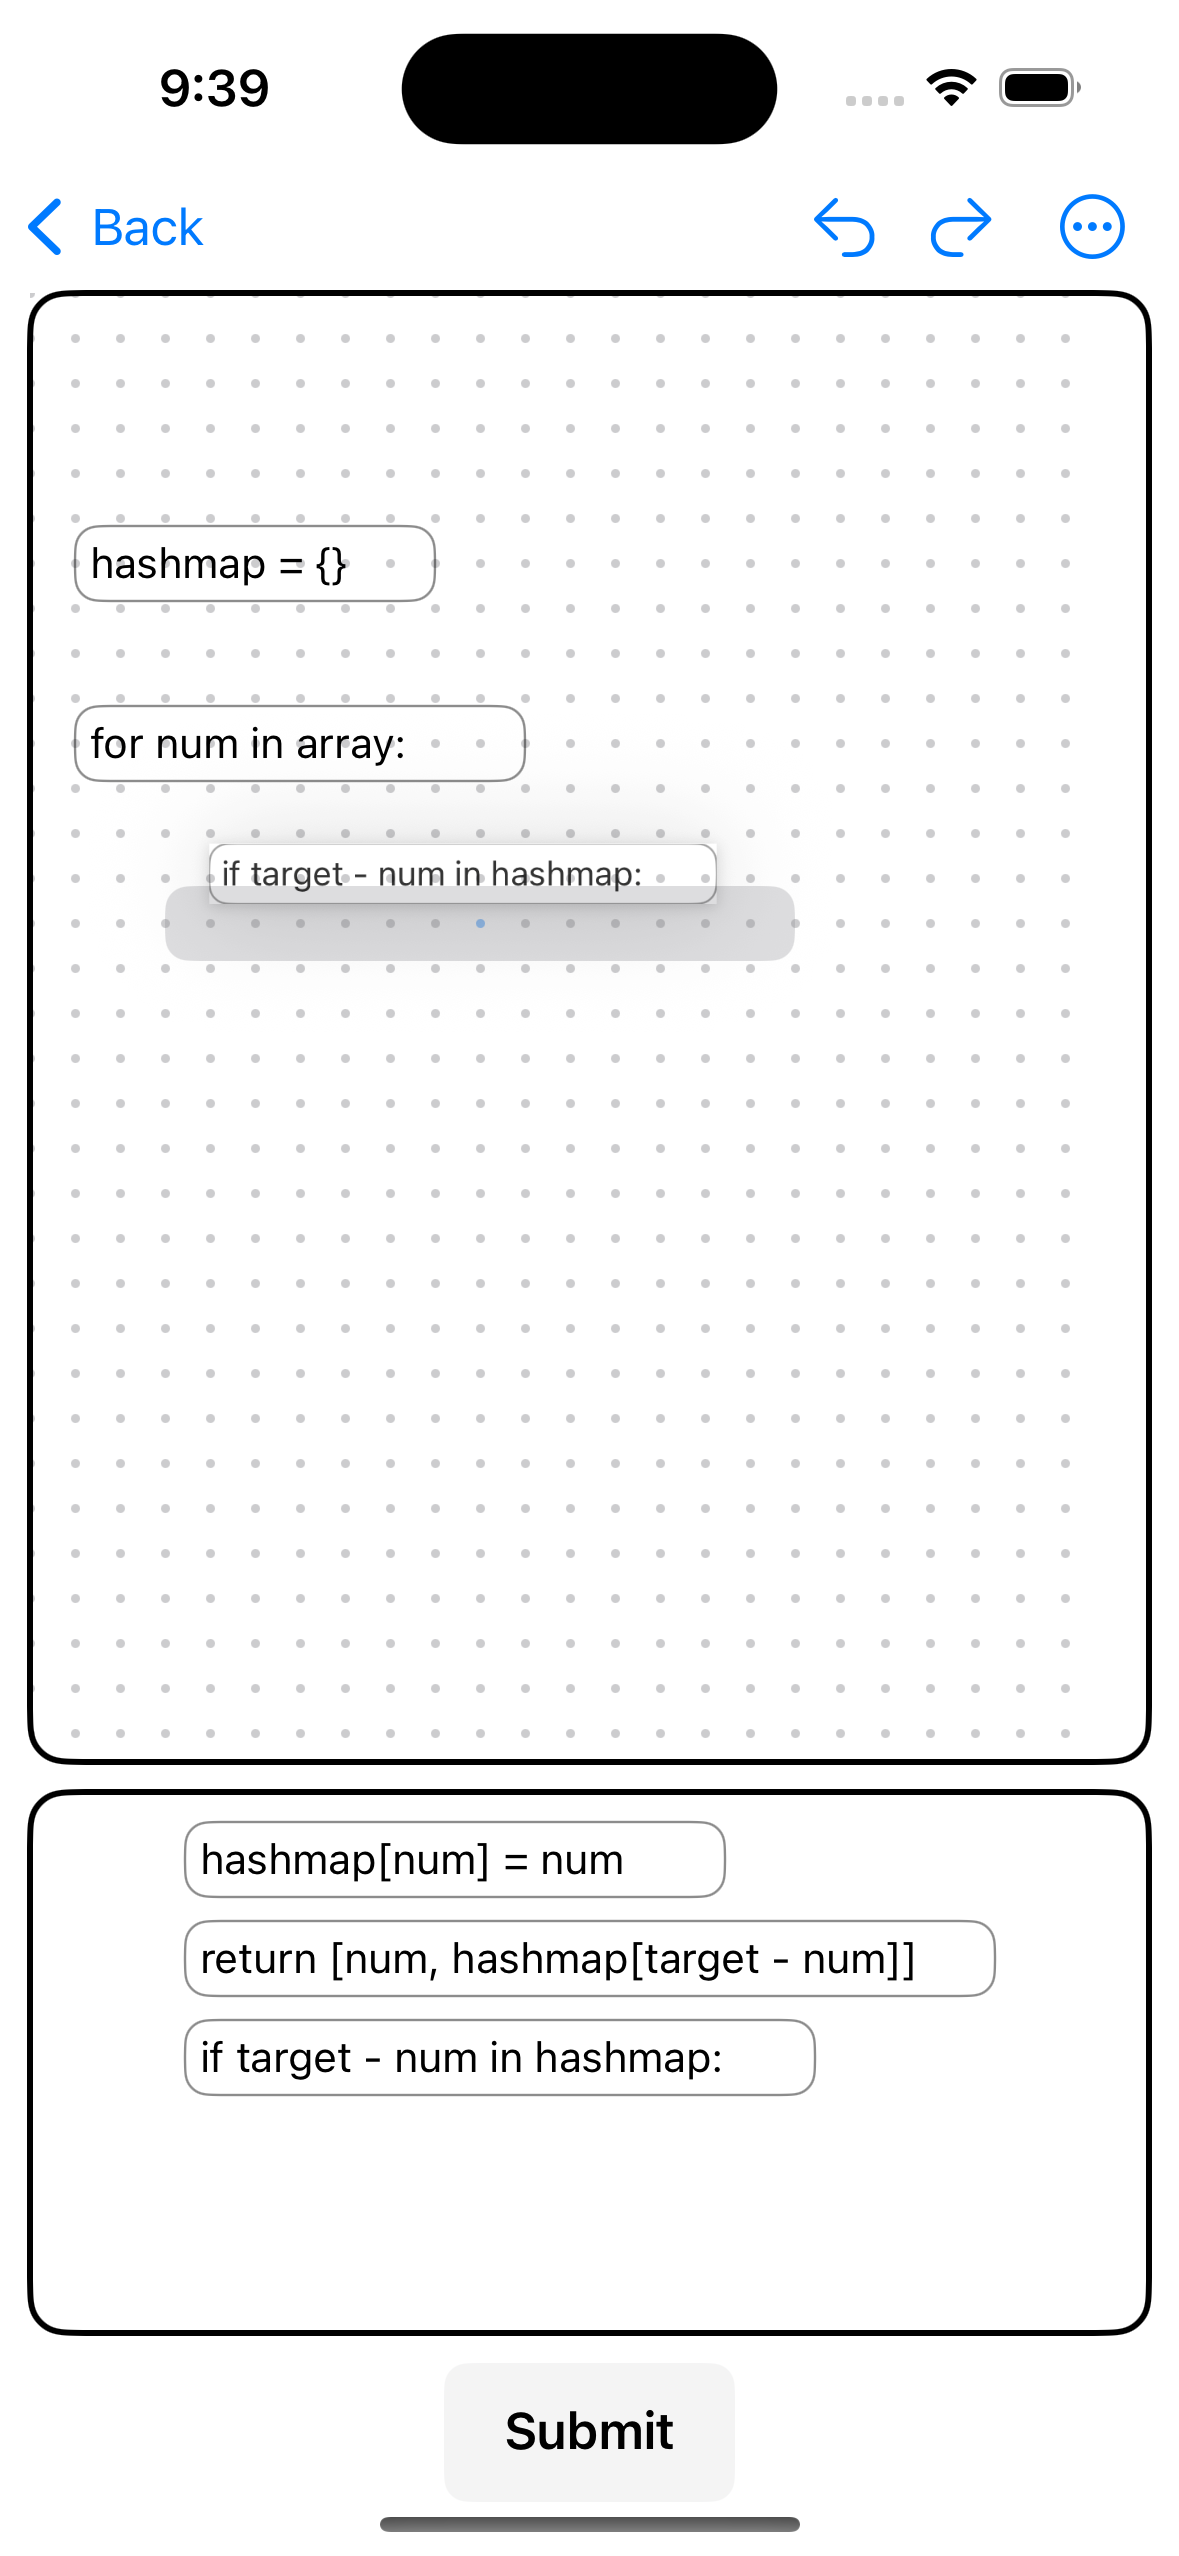 9:39
Back
hashmap = {}
for num in array:
if target - num in hashmap:
hashmap[num] = num
return [num, hashmap[target - num]]
if target - num in hashmap:
Submit